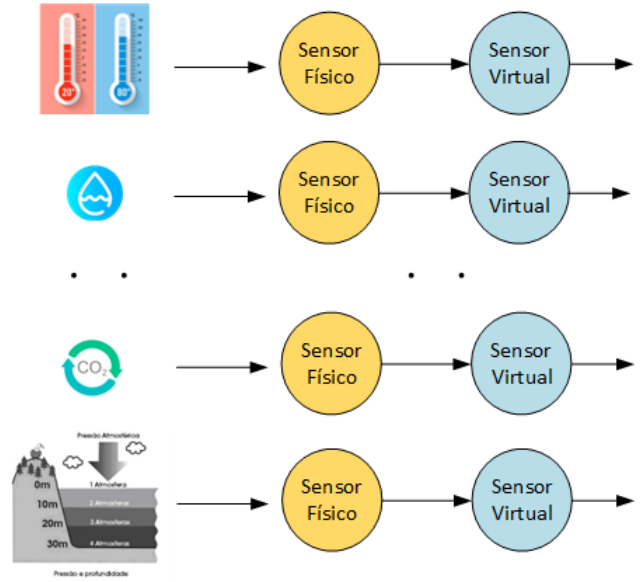 20°
80°
Sensor
Físico
Sensor
Virtual
Sensor
Físico
Sensor
Virtual
CO₂
Sensor
Físico
Sensor
Virtual
Pressão Atmosférica
0m
1 Atmosfera
10m
2 Atmosferas
20m
3 Atmosferas
30m
4 Atmosferas
Pressão e profundidade
Sensor
Físico
Sensor
Virtual